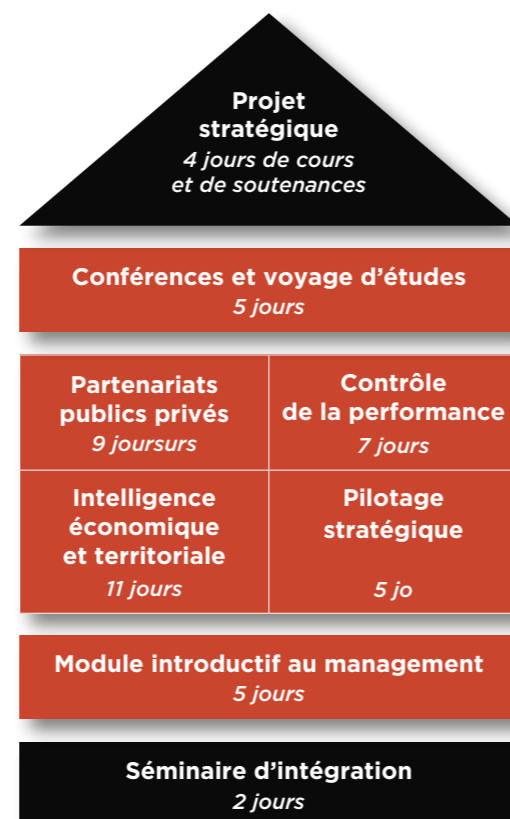 Projet
stratégique
4 jours de cours
et de soutenances
Conférences et voyage d’études
5 jours
Partenariats
publics privés
9 joursurs
Contrôle
de la performance
7 jours
Intelligence
économique
et territoriale
11 jours
Pilotage
stratégique
5 jo
Module introductif au management
5 jours
Séminaire d’intégration
2 jours